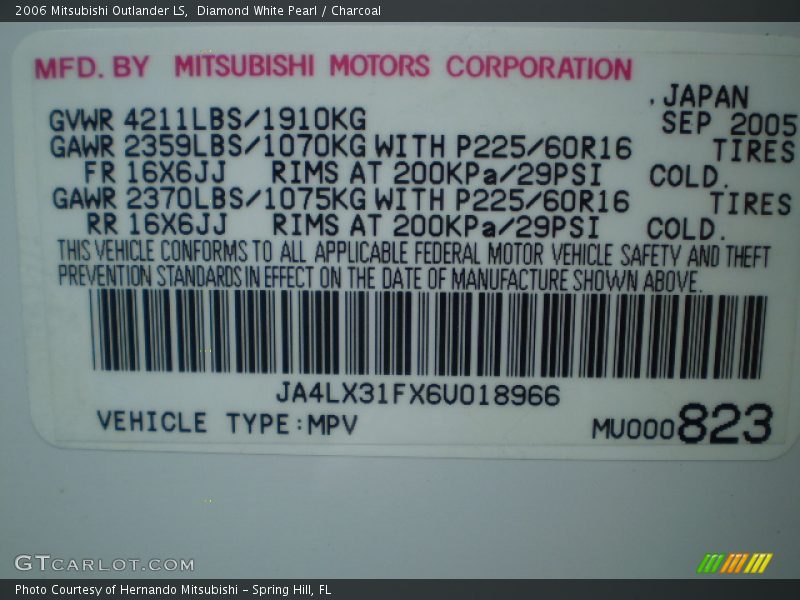 2006 Mitsubishi Outlander LS,  Diamond White Pearl / Charcoal
MFD. BY MITSUBISHI MOTORS CORPORATION
, JAPAN
GVWR 4211LBS/1910KG SEP 2005
GAWR 2359LBS/1070KG WITH P225/60R16 TIRES
FR 16X6JJ RIMS AT 200KPa/29PSI COLD.
GAWR 2370LBS/1075KG WITH P225/60R16 TIRES
RR 16X6JJ RIMS AT 200KPa/29PSI COLD.
THIS VEHICLE CONFORMS TO ALL APPLICABLE FEDERAL MOTOR VEHICLE SAFETY AND THEFT
PREVENTION STANDARDS IN EFFECT ON THE DATE OF MANUFACTURE SHOWN ABOVE.
JA4LX31FX6U018966
VEHICLE TYPE:MPV MU000823
GTCARLOT.COM
Photo Courtesy of Hernando Mitsubishi - Spring Hill, FL